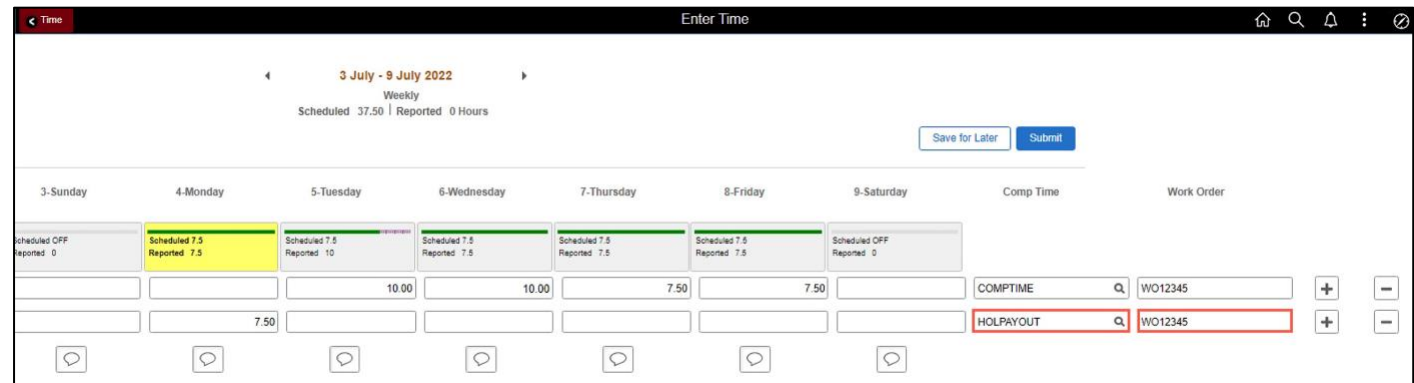 Time
Enter Time
3 July - 9 July 2022
Weekly
Scheduled 37.50 | Reported 0 Hours
Save for Later
Submit
3-Sunday 4-Monday 5-Tuesday 6-Wednesday 7-Thursday 8-Friday 9-Saturday Comp Time Work Order
Scheduled OFF Scheduled 7.5 Scheduled 7.5 Scheduled 7.5 Scheduled 7.5 Scheduled 7.5 Scheduled OFF
Reported 0 Reported 7.5 Reported 10 Reported 7.5 Reported 7.5 Reported 7.5 Reported 0
10.00 10.00 7.50 7.50 COMPTIME WO12345
7.50 HOLPAYOUT WO12345